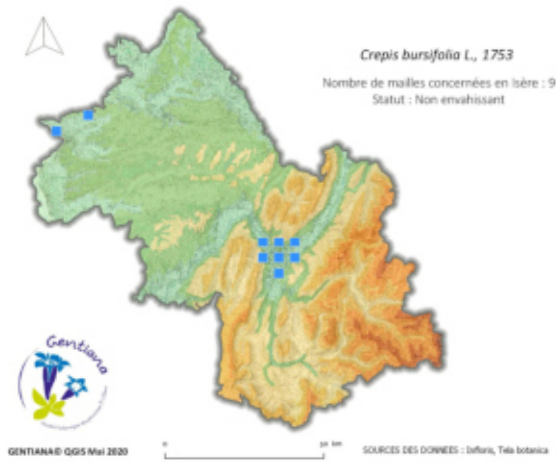 Crepis bursifolia L., 1753
Nombre de mailles concernées en Isère : 9
Statut : Non envahissant
Gentiana
GENTIANA© QGIS Mai 2020
0
SOURCES DES DONNEES : Infloris, Tela botanica